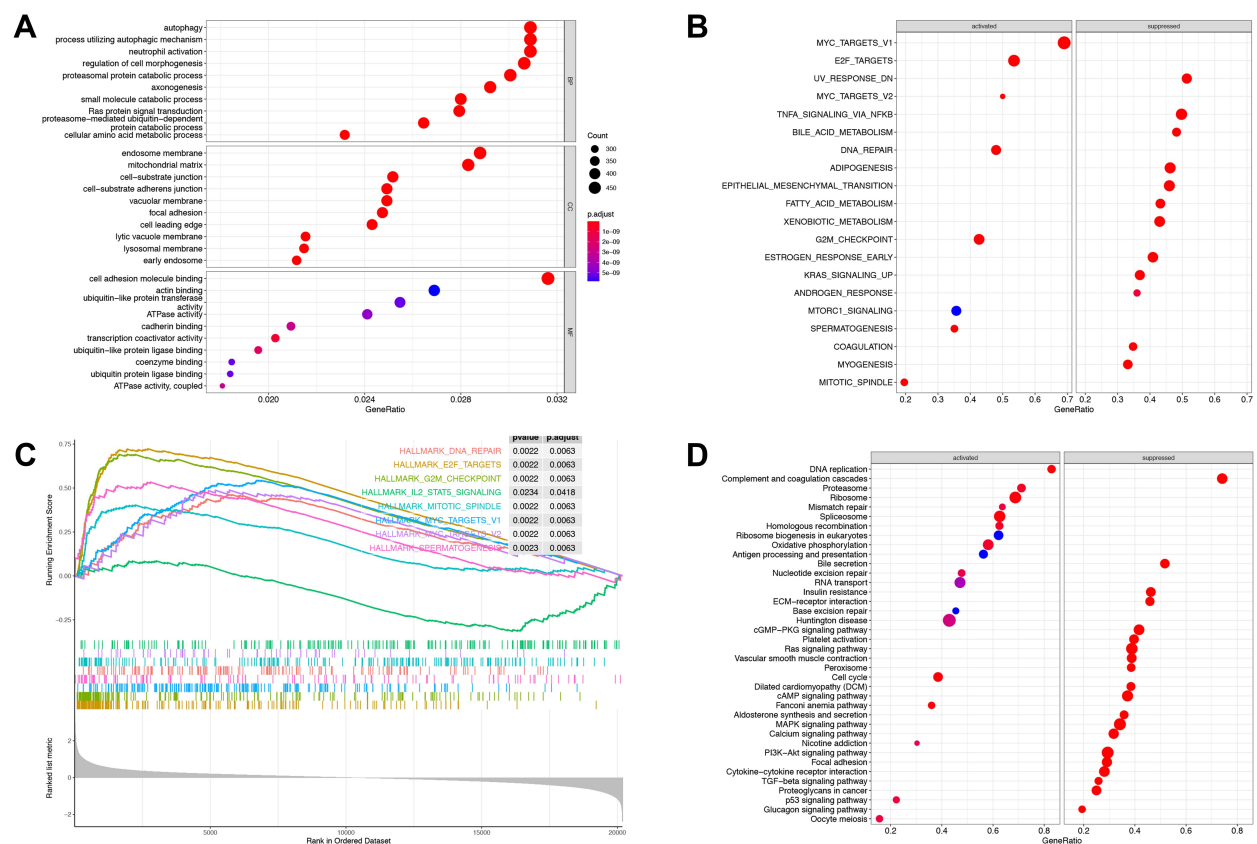 A
autophagy
process utilizing autophagic mechanism
neutrophil activation
regulation of cell morphogenesis
proteasomal protein catabolic process
axonogenesis
small molecule catabolic process
Ras protein signal transduction
proteasome−mediated ubiquitin−dependent
protein catabolic process
cellular amino acid metabolic process
BP
endosome membrane
mitochondrial matrix
cell−substrate junction
cell−substrate adherens junction
vacuolar membrane
focal adhesion
cell leading edge
lytic vacuole membrane
lysosomal membrane
early endosome
CC
cell adhesion molecule binding
actin binding
ubiquitin−like protein transferase
activity
ATPase activity
cadherin binding
transcription coactivator activity
ubiquitin−like protein ligase binding
coenzyme binding
ubiquitin protein ligase binding
ATPase activity, coupled
MF
0.020 0.024 0.028 0.032
GeneRatio
Count
300
350
400
450
p.adjust
1e−09
2e−09
3e−09
4e−09
5e−09
B
activated suppressed
MYC_TARGETS_V1
E2F_TARGETS
UV_RESPONSE_DN
MYC_TARGETS_V2
TNFA_SIGNALING_VIA_NFKB
BILE_ACID_METABOLISM
DNA_REPAIR
ADIPOGENESIS
EPITHELIAL_MESENCHYMAL_TRANSITION
FATTY_ACID_METABOLISM
XENOBIOTIC_METABOLISM
G2M_CHECKPOINT
ESTROGEN_RESPONSE_EARLY
KRAS_SIGNALING_UP
ANDROGEN_RESPONSE
MTORC1_SIGNALING
SPERMATOGENESIS
COAGULATION
MYOGENESIS
MITOTIC_SPINDLE
0.2 0.3 0.4 0.5 0.6 0.7 0.2 0.3 0.4 0.5 0.6 0.7
GeneRatio
C
pvalue p.adjust
HALLMARK_DNA_REPAIR 0.0022 0.0063
HALLMARK_E2F_TARGETS 0.0022 0.0063
HALLMARK_G2M_CHECKPOINT 0.0022 0.0063
HALLMARK_IL2_STAT5_SIGNALING 0.0234 0.0418
HALLMARK_MITOTIC_SPINDLE 0.0022 0.0063
HALLMARK_MYC_TARGETS_V1 0.0022 0.0063
HALLMARK_MYC_TARGETS_V2 0.0022 0.0063
HALLMARK_SPERMATOGENESIS 0.0023 0.0063
Running Enrichment Score
0.75
0.50
0.25
0.00
−0.25
Ranked list metric
2
0
−2
5000 10000 15000 20000
Rank in Ordered Dataset
D
activated suppressed
DNA replication
Complement and coagulation cascades
Proteasome
Ribosome
Mismatch repair
Spliceosome
Homologous recombination
Ribosome biogenesis in eukaryotes
Oxidative phosphorylation
Antigen processing and presentation
Bile secretion
Nucleotide excision repair
RNA transport
Insulin resistance
ECM−receptor interaction
Base excision repair
Huntington disease
cGMP−PKG signaling pathway
Platelet activation
Ras signaling pathway
Vascular smooth muscle contraction
Peroxisome
Cell cycle
Dilated cardiomyopathy (DCM)
cAMP signaling pathway
Fanconi anemia pathway
Aldosterone synthesis and secretion
MAPK signaling pathway
Calcium signaling pathway
Nicotine addiction
PI3K−Akt signaling pathway
Focal adhesion
Cytokine−cytokine receptor interaction
TGF−beta signaling pathway
Proteoglycans in cancer
p53 signaling pathway
Glucagon signaling pathway
Oocyte meiosis
0.2 0.4 0.6 0.8 0.2 0.4 0.6 0.8
GeneRatio